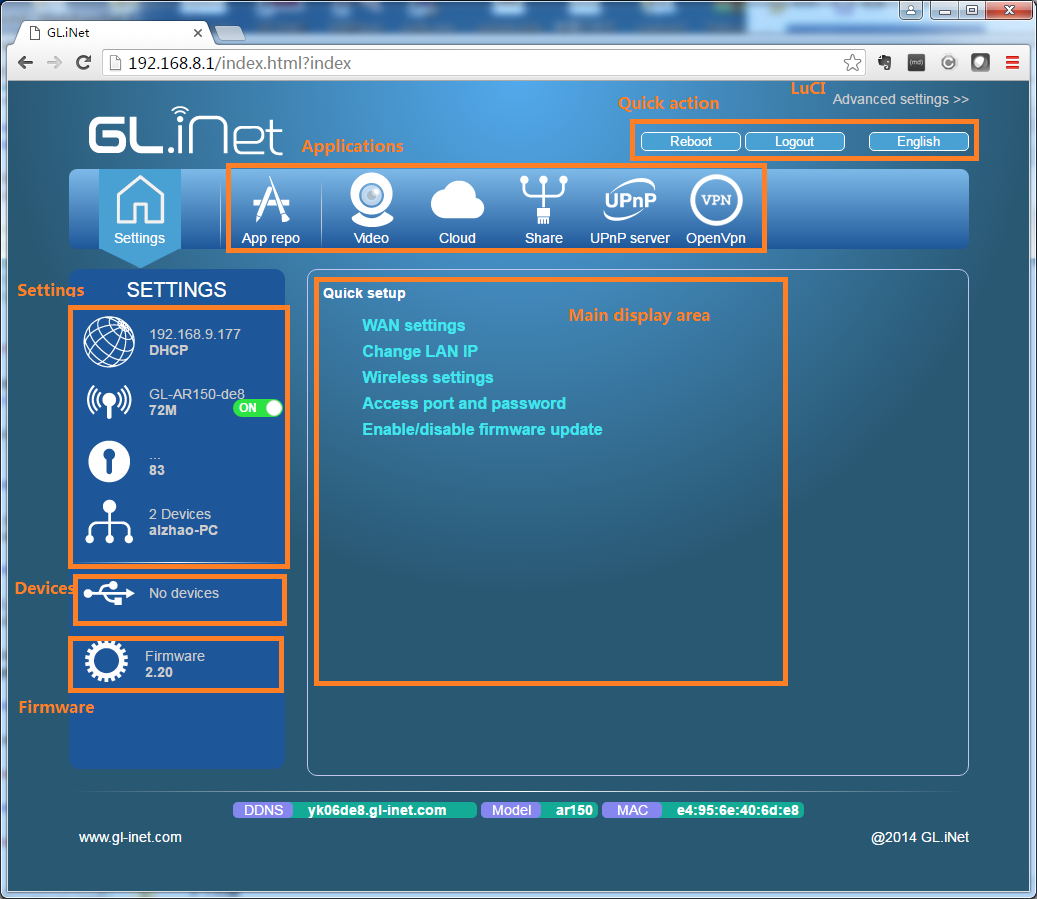 GL.iNet
192.168.8.1/index.html?index
(md)
LuCI
Advanced settings >>
Quick action
GL.iNet
Applications
Reboot
Logout
English
VPN
UPnP
Settings
App repo
Video
Cloud
Share
UPnP server
OpenVpn
Settings
SETTINGS
192.168.9.177
DHCP
GL-AR150-de8
72M
ON
...
83
2 Devices
alzhao-PC
Devices
No devices
Firmware
2.20
Firmware
Quick setup
Main display area
WAN settings
Change LAN IP
Wireless settings
Access port and password
Enable/disable firmware update
DDNS yk06de8.gl-inet.com Model ar150 MAC e4:95:6e:40:6d:e8
www.gl-inet.com
@2014 GL.iNet